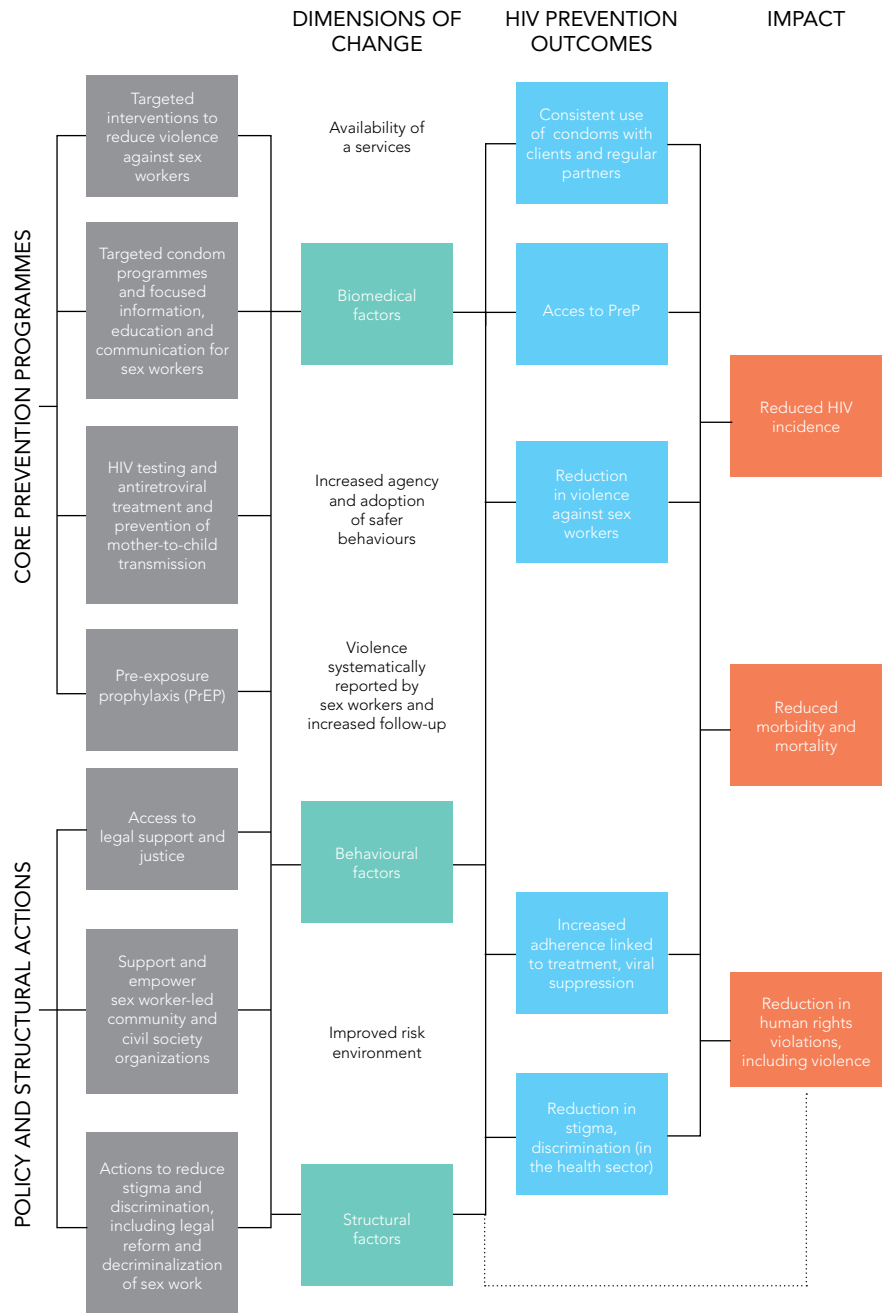 DIMENSIONS OF
CHANGE
HIV PREVENTION
OUTCOMES
IMPACT
CORE PREVENTION PROGRAMMES
Targeted
interventions to
reduce violence
against sex
workers
Targeted condom
programmes
and focused
information,
education and
communication for
sex workers
HIV testing and
antiretroviral
treatment and
prevention of
mother-to-child
transmission
Pre-exposure
prophylaxis (PrEP)
POLICY AND STRUCTURAL ACTIONS
Access to
legal support and
justice
Support and
empower
sex worker-led
community and
civil society
organizations
Actions to reduce
stigma and
discrimination,
including legal
reform and
decriminalization
of sex work
Availability of
a services
Biomedical
factors
Increased agency
and adoption
of safer
behaviours
Violence
systematically
reported by
sex workers and
increased follow-up
Behavioural
factors
Improved risk
environment
Structural
factors
Consistent use
of condoms with
clients and regular
partners
Acces to PreP
Reduction
in violence
against sex
workers
Increased
adherence linked
to treatment, viral
suppression
Reduction in
stigma,
discrimination (in
the health sector)
Reduced HIV
incidence
Reduced
morbidity and
mortality
Reduction in
human rights
violations,
including violence